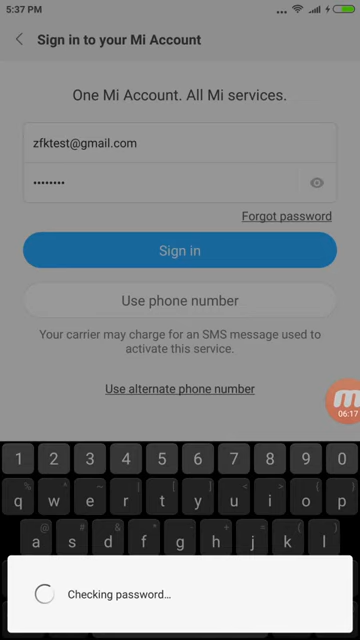 5:37 PM
Sign in to your Mi Account
One Mi Account. All Mi services.
zfktest@gmail.com
••••••••
Forgot password
Sign in
Use phone number
Your carrier may charge for an SMS message used to
activate this service.
Use alternate phone number
06:17
1 2 3 4 5 6 7 8 9 0
% ^ ~ | [ ] < > { }
q w e r t y u i o p
@ # & * - + = ( )
a s d f g h j k l
Checking password...